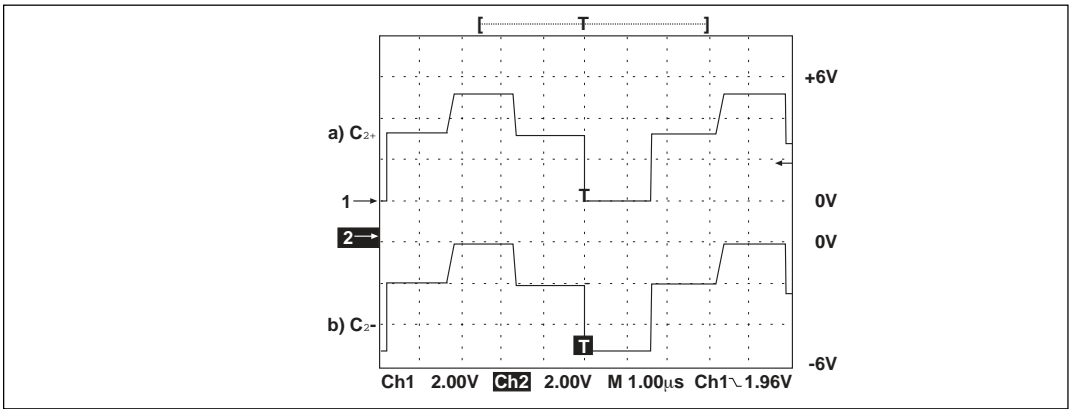 [ T ]
+6V
a) C2+
T
1→ 0V
2→ 0V
b) C2-
T
-6V
Ch1 2.00V Ch2 2.00V M 1.00μs Ch1 1.96V